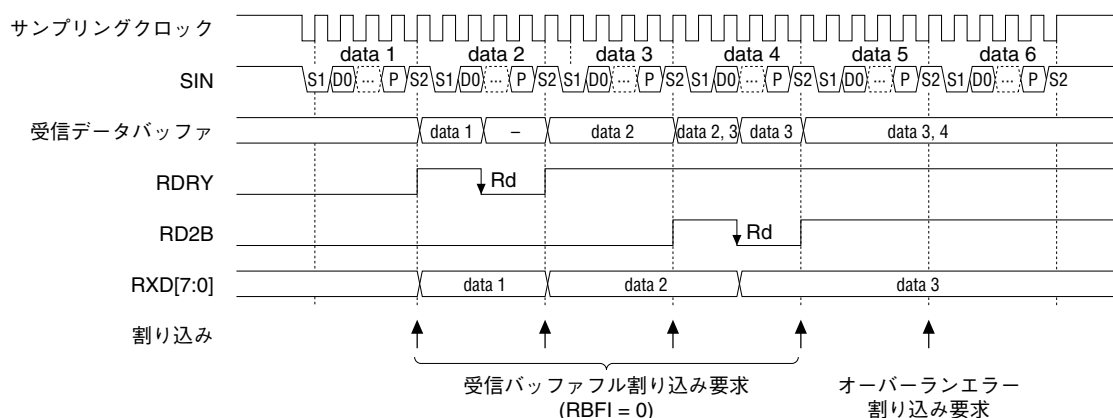 サンプリングクロック
data 1 data 2 data 3 data 4 data 5 data 6
SIN S1 D0 ... P S2 S1 D0 ... P S2 S1 D0 ... P S2 S1 D0 ... P S2 S1 D0 ... P S2 S1 D0 ... P S2
受信データバッファ data 1 – data 2 data 2, 3 data 3 data 3, 4
RDRY Rd
RD2B Rd
RXD[7:0] data 1 data 2 data 3
割り込み
受信バッファフル割り込み要求 オーバーランエラー
(RBFI = 0) 割り込み要求